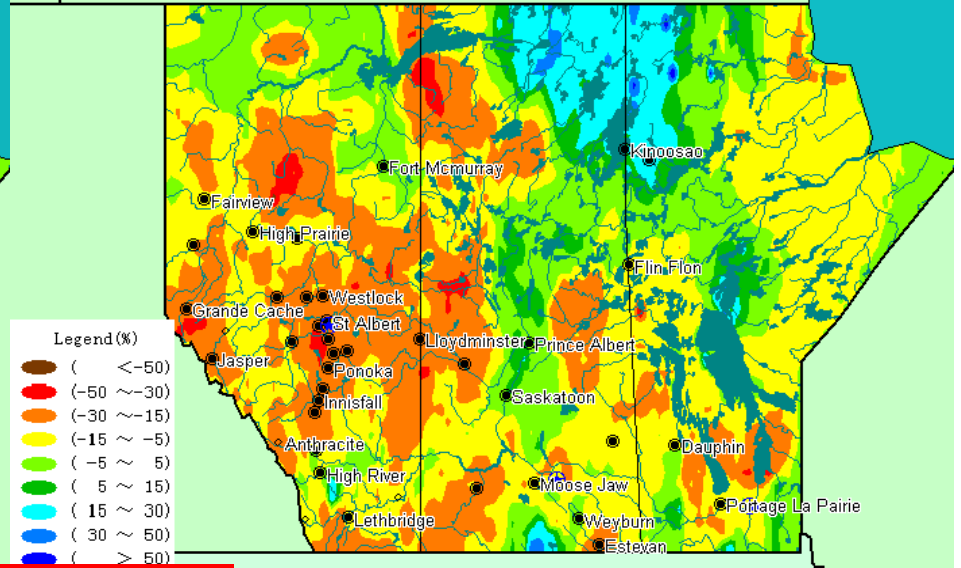 Kinoosao
Fort Mcmurray
Fairview
High Prairie
Flin Flon
Westlock
Grande Cache
St Albert
Lloydminster
Prince Albert
Jasper
Ponoka
Saskatoon
Innisfall
Anthracite
Dauphin
High River
Moose Jaw
Portage La Pairie
Lethbridge
Weyburn
Estevan
Legend(%)
( <-50)
(-50 ~-30)
(-30 ~-15)
(-15 ~ -5)
( -5 ~ 5)
( 5 ~ 15)
( 15 ~ 30)
( 30 ~ 50)
( > 50)